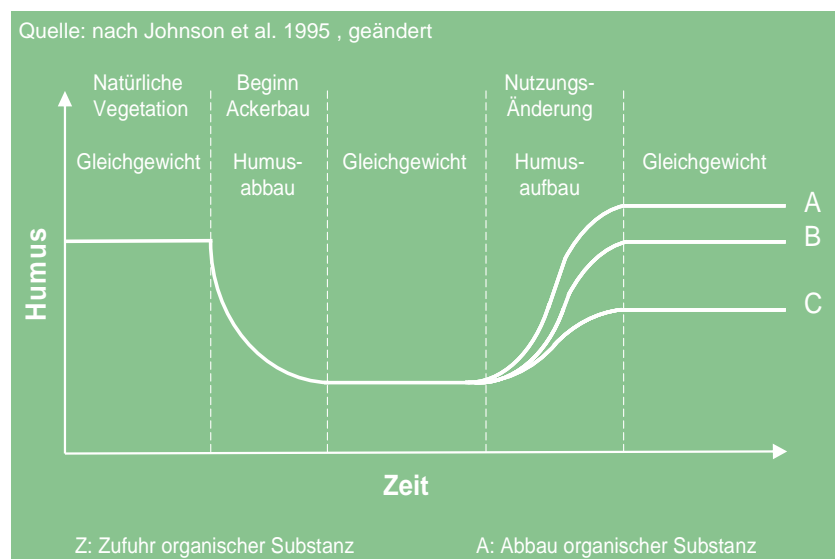 Quelle: nach Johnson et al. 1995 , geändert
Natürliche
Vegetation
Beginn
Ackerbau
Nutzungs-
Änderung
Gleichgewicht
Humus-
abbau
Gleichgewicht
Humus-
aufbau
Gleichgewicht
A
B
C
Humus
Zeit
Z: Zufuhr organischer Substanz
A: Abbau organischer Substanz